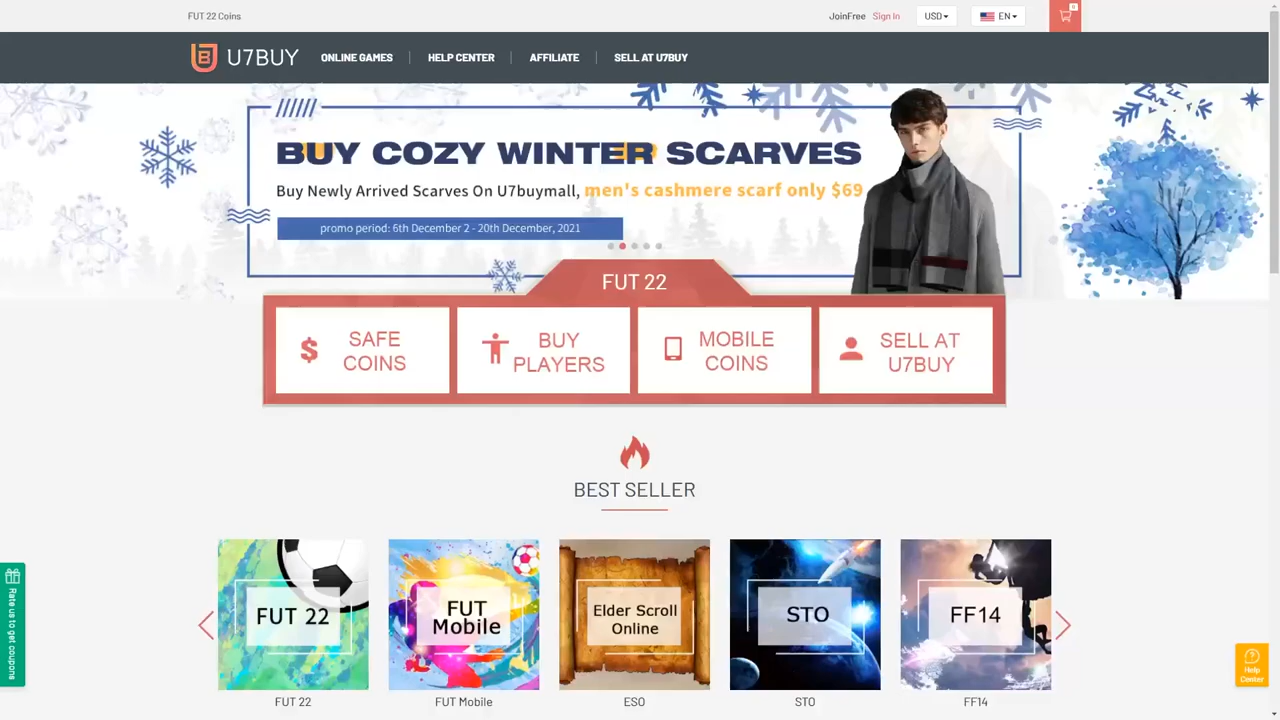 FUT 22 Coins
JoinFree Sign In USD EN 0
U7BUY ONLINE GAMES HELP CENTER AFFILIATE SELL AT U7BUY
BUY COZY WINTER SCARVES
Buy Newly Arrived Scarves On U7buymall, men's cashmere scarf only $69
promo period: 6th December 2 - 20th December, 2021
FUT 22
SAFE
COINS
BUY
PLAYERS
MOBILE
COINS
SELL AT
U7BUY
BEST SELLER
FUT 22
FUT
Mobile
Elder Scroll
Online
STO
FF14
FUT 22
FUT Mobile
ESO
STO
FF14
Rate us to get coupons
Help
Center